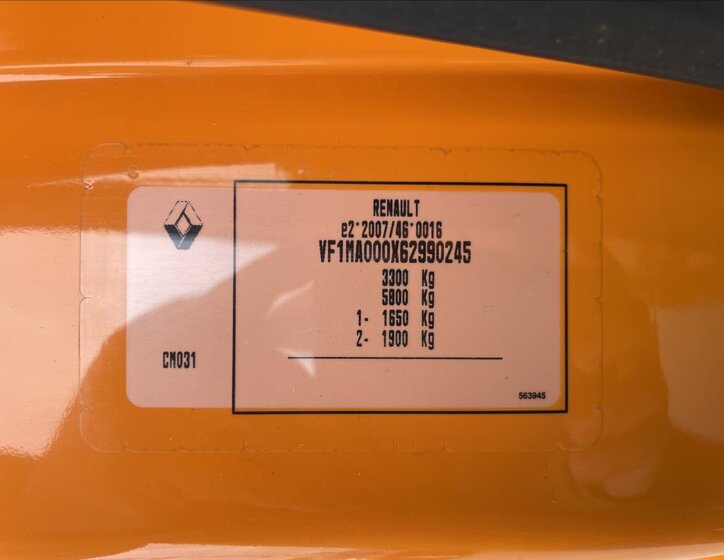 RENAULT
e2*2007/46*0016
VF1MA000X62990245
3300 Kg
5800 Kg
1- 1650 Kg
2- 1900 Kg
CM031
563945